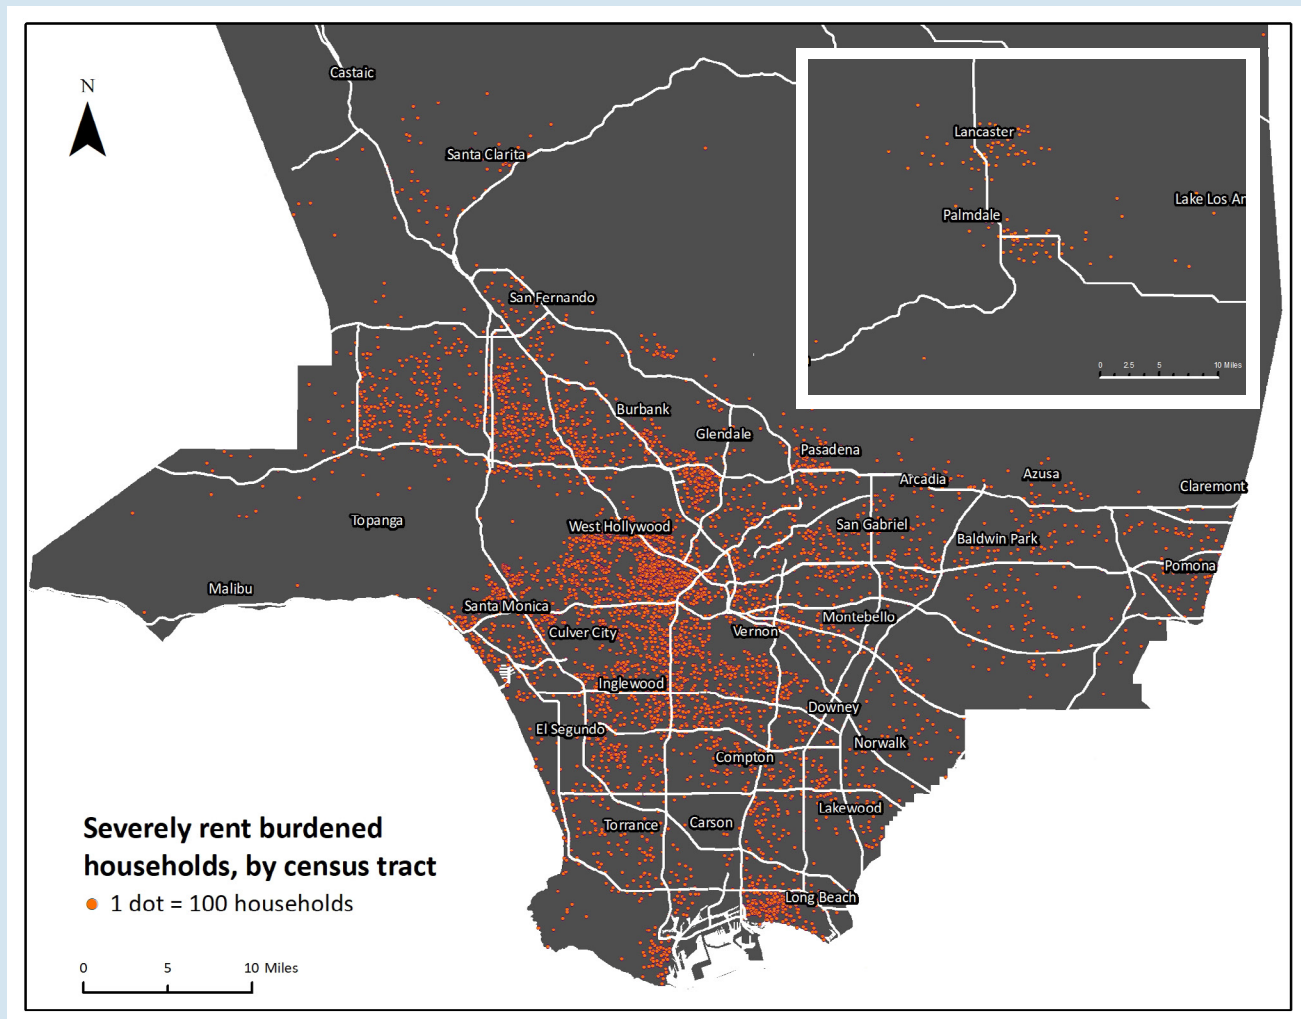 Castaic
N
Santa Clarita
Lancaster
Lake Los An
Palmdale
San Fernando
0 2.5 5 10 Miles
Burbank
Glendale
Pasadena
Arcadia
Azusa
Claremont
Topanga
West Hollywood
San Gabriel
Baldwin Park
Pomona
Malibu
Santa Monica
Culver City
Vernon
Montebello
Inglewood
Downey
El Segundo
Norwalk
Compton
Lakewood
Torrance
Carson
Long Beach
Severely rent burdened
households, by census tract
1 dot = 100 households
0 5 10 Miles